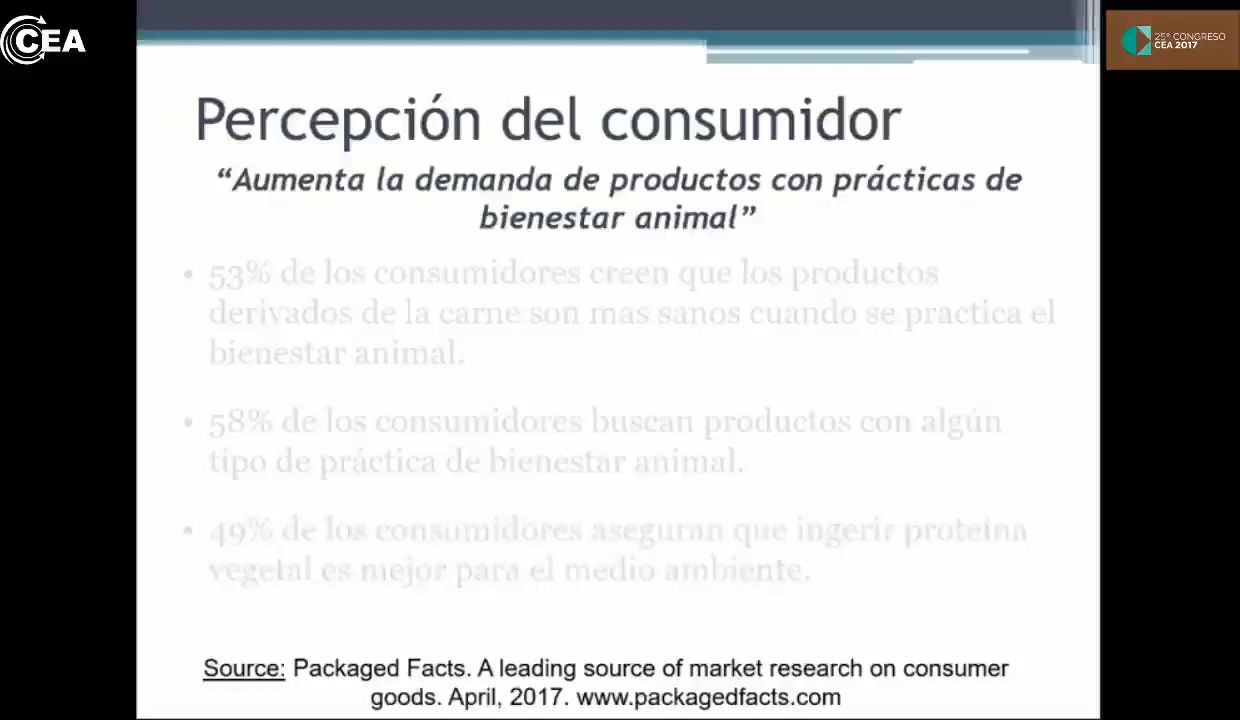 CEA
25º CONGRESO
CEA 2017
Percepción del consumidor
“Aumenta la demanda de productos con prácticas de
bienestar animal”
• 53% de los consumidores creen que los productos
derivados de la carne son mas sanos cuando se practica el
bienestar animal.
• 58% de los consumidores buscan productos con algún
tipo de práctica de bienestar animal.
• 49% de los consumidores aseguran que ingerir proteína
vegetal es mejor para el medio ambiente.
Source: Packaged Facts. A leading source of market research on consumer
goods. April, 2017. www.packagedfacts.com